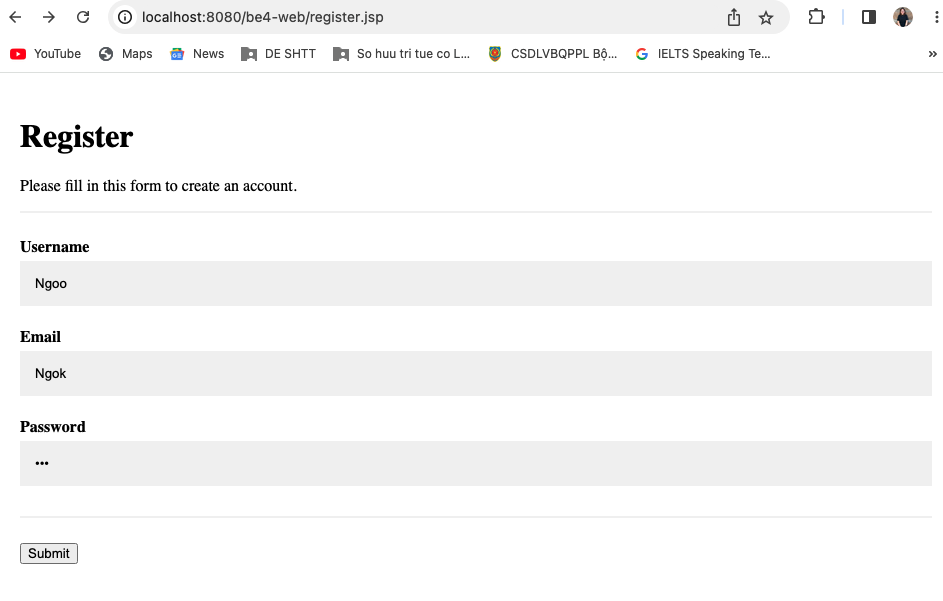 localhost:8080/be4-web/register.jsp
YouTube Maps News DE SHTT So huu tri tue co L... CSDLVBQPPL Bộ... IELTS Speaking Te... »
Register
Please fill in this form to create an account.
Username
Ngoo
Email
Ngok
Password
•••
Submit